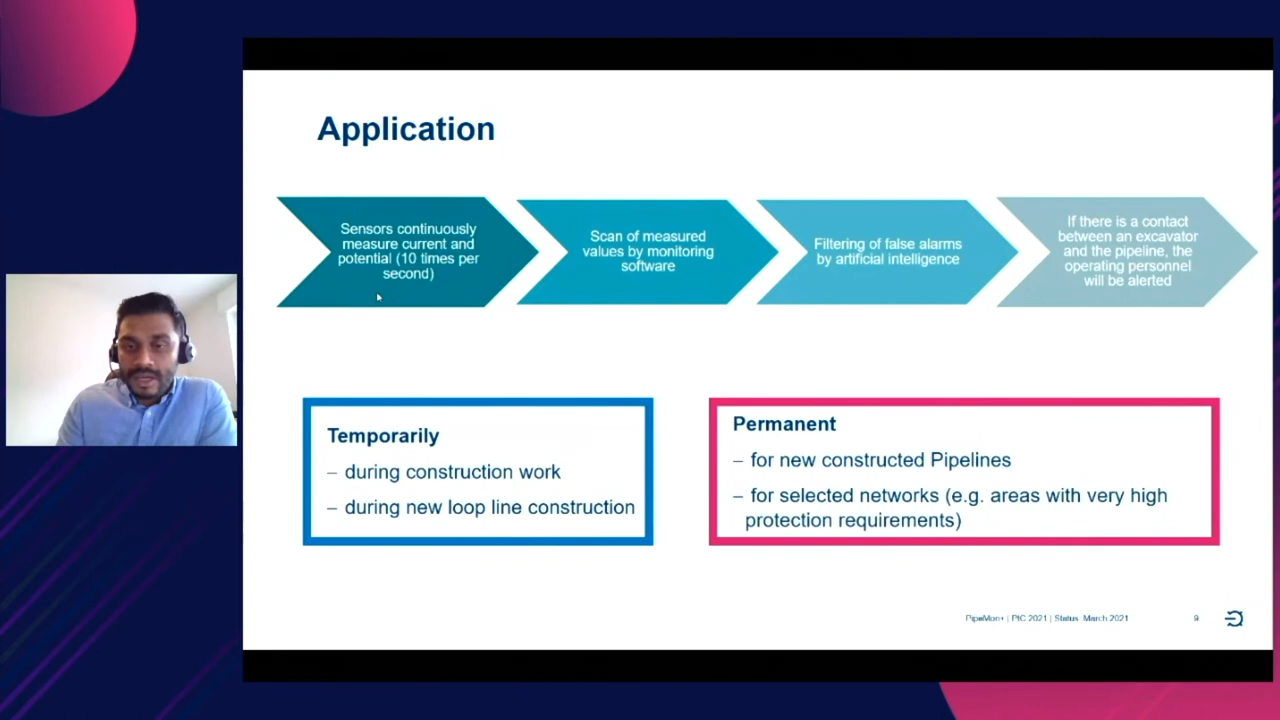 Application
Sensors continuously
measure current and
potential (10 times per
second)
Scan of measured
values by monitoring
software
Filtering of false alarms
by artificial intelligence
If there is a contact
between an excavator
and the pipeline, the
operating personnel
will be alerted
Temporarily
– during construction work
– during new loop line construction
Permanent
– for new constructed Pipelines
– for selected networks (e.g. areas with very high
protection requirements)
PipeMon+ | PIC 2021 | Status March 2021
9